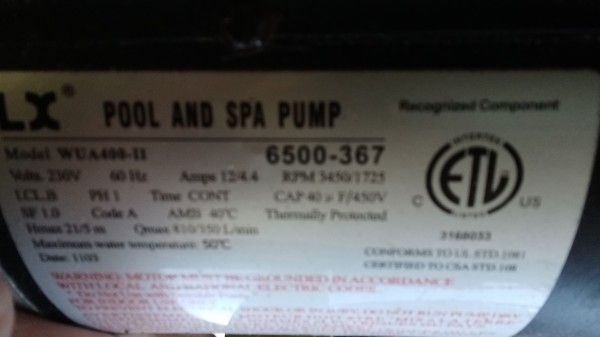 LX® POOL AND SPA PUMP
Recognized Component
Model WUA400-II 6500-367
Volts. 230V 60 Hz Amps 12/4.4 RPM 3450/1725
I.CL.B PH 1 Time CONT CAP 40 µ F/450V
SF 1.0 Code A AMB 40°C Thermally Protected
Hmax 21/5 m Qmax 810/350 L/min
Maximum water temperature: 50°C
Date: 1103
INTERTEK
ETL
LISTED
C US
3168033
CONFORMS TO UL STD.1081
CERTIFIED TO CSA STD.108
WARNING: MOTOR MUST BE GROUNDED IN ACCORDANCE
WITH LOCAL AND NATIONAL ELECTRIC CODES.